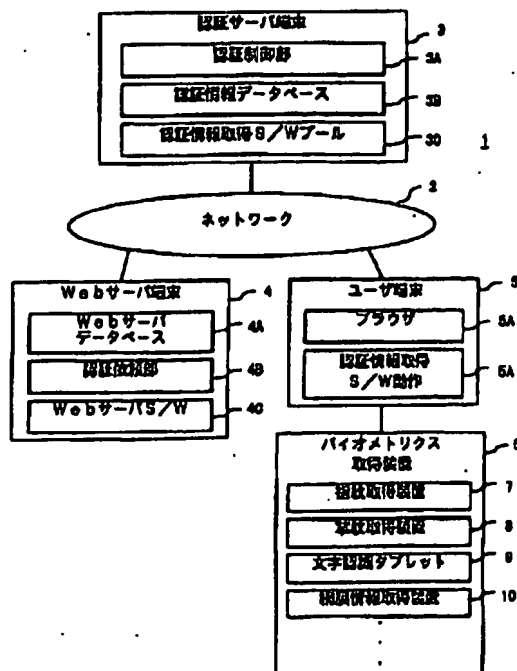 認証サーバ端末
3
認証制御部
3A
認証情報データベース
3B
認証情報取得S/Wプール
3C
1
2
ネットワーク
Webサーバ端末
4
Webサーバ
データベース
4A
認証依頼部
4B
WebサーバS/W
4C
ユーザ端末
5
ブラウザ
5A
認証情報取得
S/W動作
5A
バイオメトリクス
取得装置
6
指紋取得装置
7
掌紋取得装置
8
文字認識タブレット
9
網膜情報取得装置
10